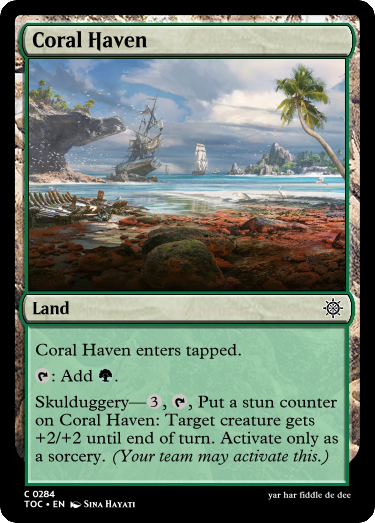 Coral Haven
Land
Coral Haven enters tapped.
: Add .
Skulduggery—3, , Put a stun counter
on Coral Haven: Target creature gets
+2/+2 until end of turn. Activate only as
a sorcery. (Your team may activate this.)
C 0284
TOC • EN Sina Hayati
yar har fiddle de dee